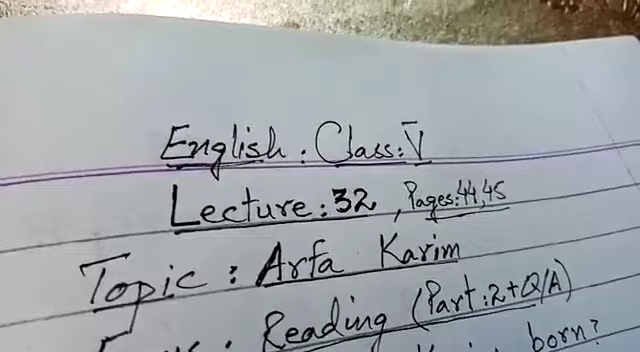 English : Class: V
Lecture: 32, Pages: 44,45
Topic : Arfa Karim
Reading (Part: 2 + Q/A)
born?